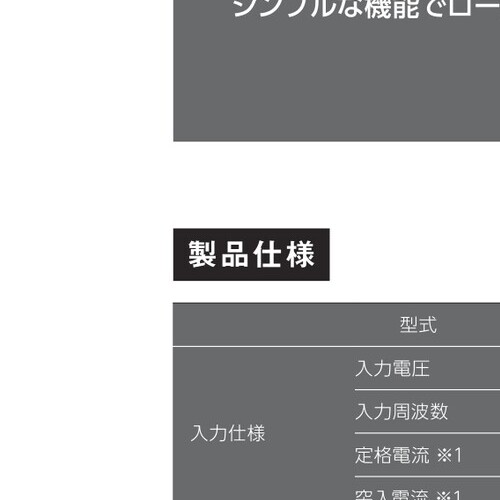 シンプルな機能でロー
製品仕様
型式
入力電圧
入力周波数
入力仕様
定格電流 ※1
突入電流 ※1